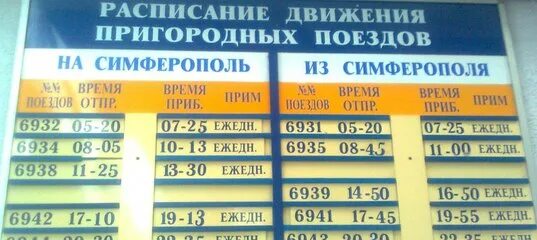 РАСПИСАНИЕ ДВИЖЕНИЯ
ПРИГОРОДНЫХ ПОЕЗДОВ
НА СИМФЕРОПОЛЬ ИЗ СИМФЕРОПОЛЯ
№№ ВРЕМЯ ВРЕМЯ ПРИМ №№ ВРЕМЯ ВРЕМЯ ПРИМ
ПОЕЗДОВ ОТПР. ПРИБ. ПОЕЗДОВ ОТПР. ПРИБ.
6932 05-20 07-25 ЕЖЕДН. 6931 05-20 07-25 ЕЖЕДН.
6934 08-05 10-13 ЕЖЕДН. 6935 08-45 11-00 ЕЖЕДН.
6938 11-25 13-30 ЕЖЕДН.
6939 14-50 16-50 ЕЖЕДН.
6942 17-10 19-13 ЕЖЕДН. 6941 17-45 19-55 ЕЖЕДН.